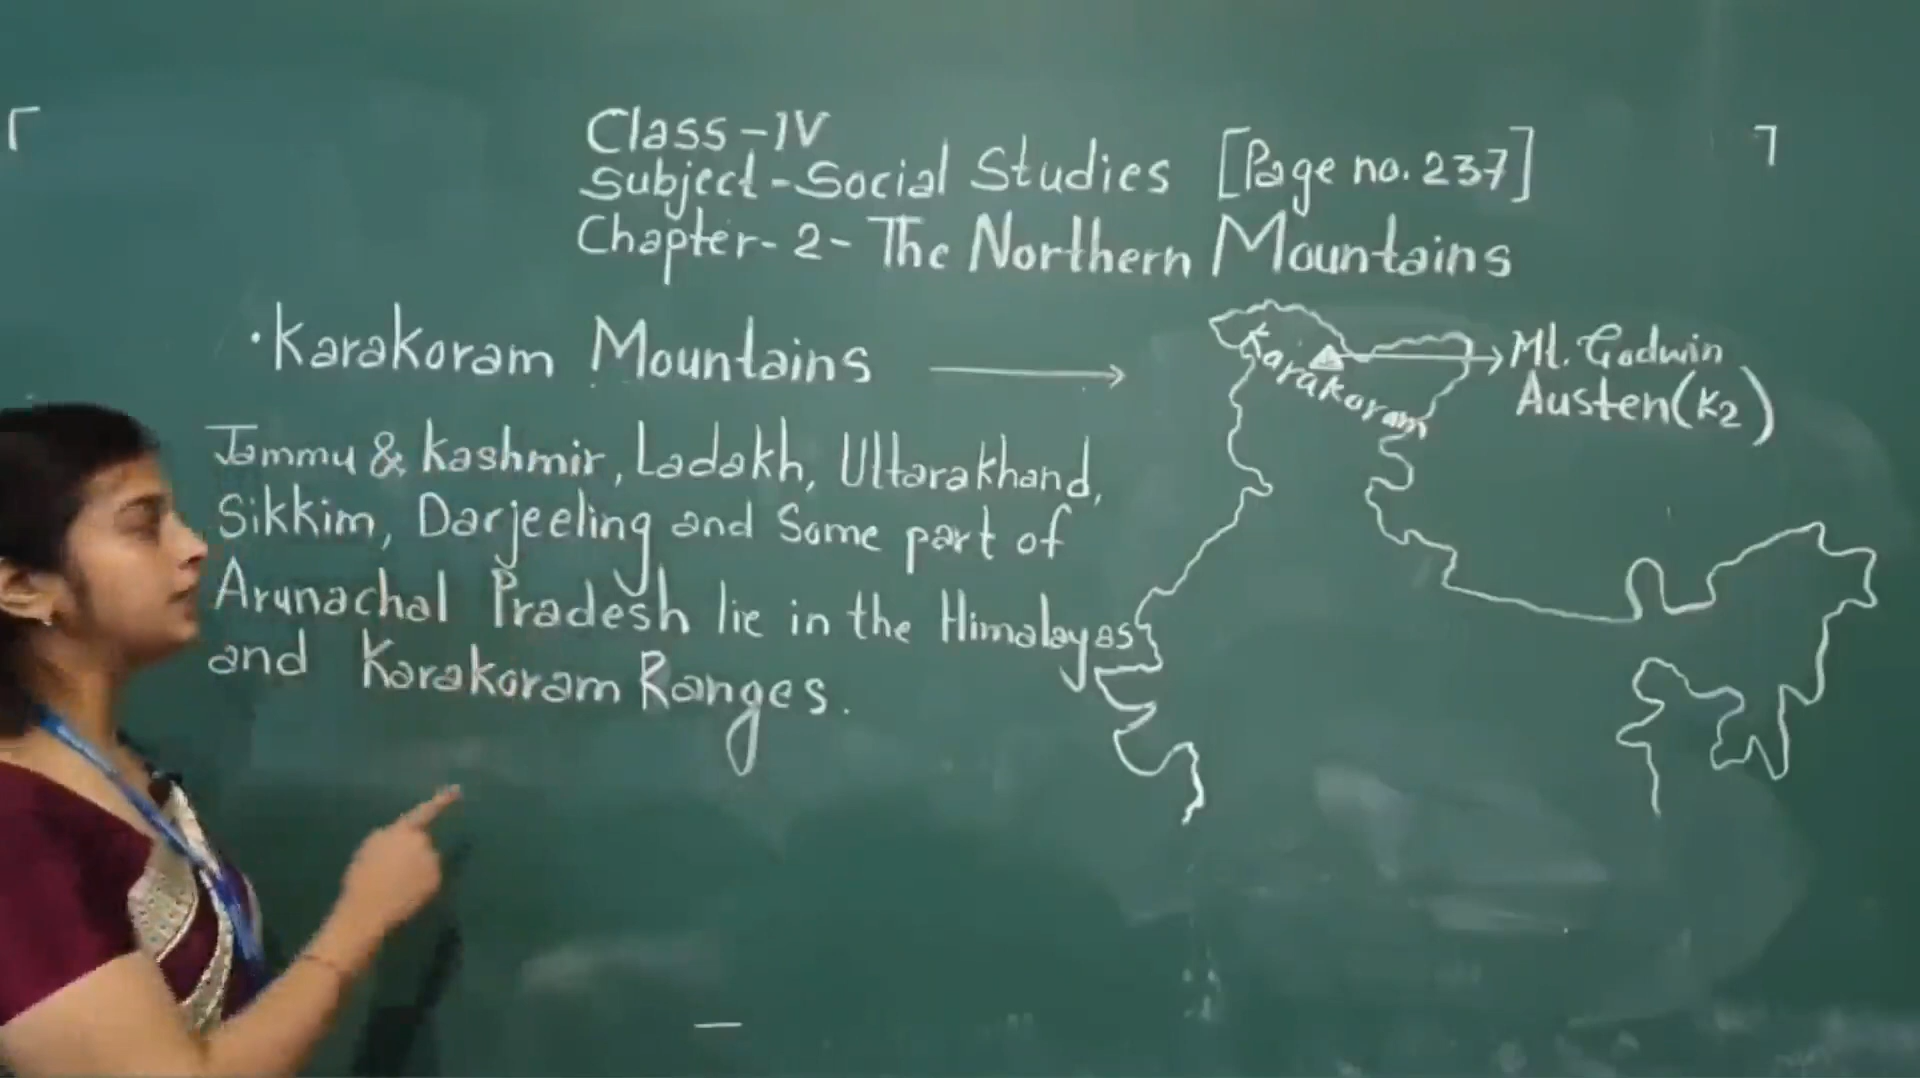 Class-IV
Subject-Social Studies [Page no. 237]
Chapter-2-The Northern Mountains
• Karakoram Mountains
Karakoram
Mt. Godwin
Austen(K2)
Jammu & Kashmir, Ladakh, Uttarakhand,
Sikkim, Darjeeling and Some part of
Arunachal Pradesh lie in the Himalayas
and Karakoram Ranges.